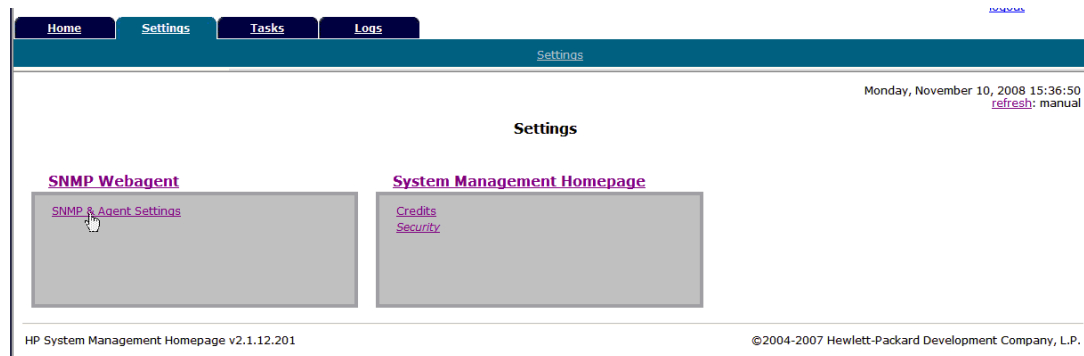 logout
Home Settings Tasks Logs
Settings
Monday, November 10, 2008 15:36:50
refresh: manual
Settings
SNMP Webagent System Management Homepage
SNMP & Agent Settings Credits
Security
HP System Management Homepage v2.1.12.201 ©2004-2007 Hewlett-Packard Development Company, L.P.